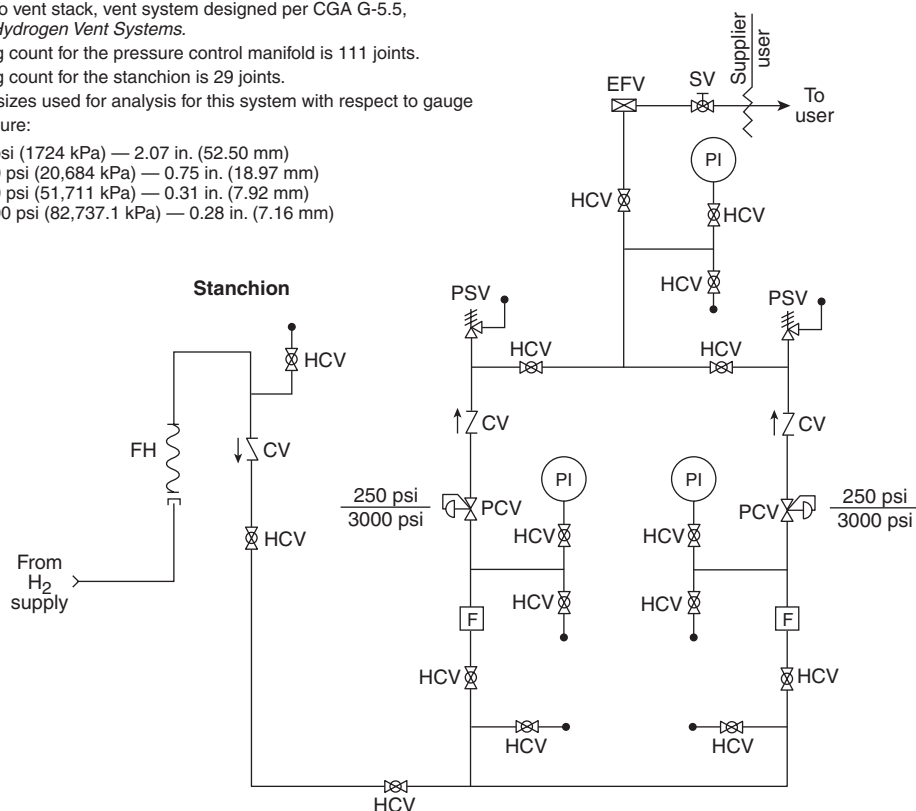 o vent stack, vent system designed per CGA G-5.5,
Hydrogen Vent Systems.
g count for the pressure control manifold is 111 joints.
g count for the stanchion is 29 joints.
sizes used for analysis for this system with respect to gauge
ure:
psi (1724 kPa) — 2.07 in. (52.50 mm)
0 psi (20,684 kPa) — 0.75 in. (18.97 mm)
0 psi (51,711 kPa) — 0.31 in. (7.92 mm)
00 psi (82,737.1 kPa) — 0.28 in. (7.16 mm)
Supplier
user
EFV
SV
To
user
PI
HCV
HCV
HCV
Stanchion
PSV
PSV
HCV
HCV
HCV
FH
CV
CV
CV
PI
PI
250 psi
3000 psi
PCV
PCV
250 psi
3000 psi
HCV
HCV
HCV
From
H2
supply
HCV
HCV
F
F
HCV
HCV
HCV
HCV
HCV